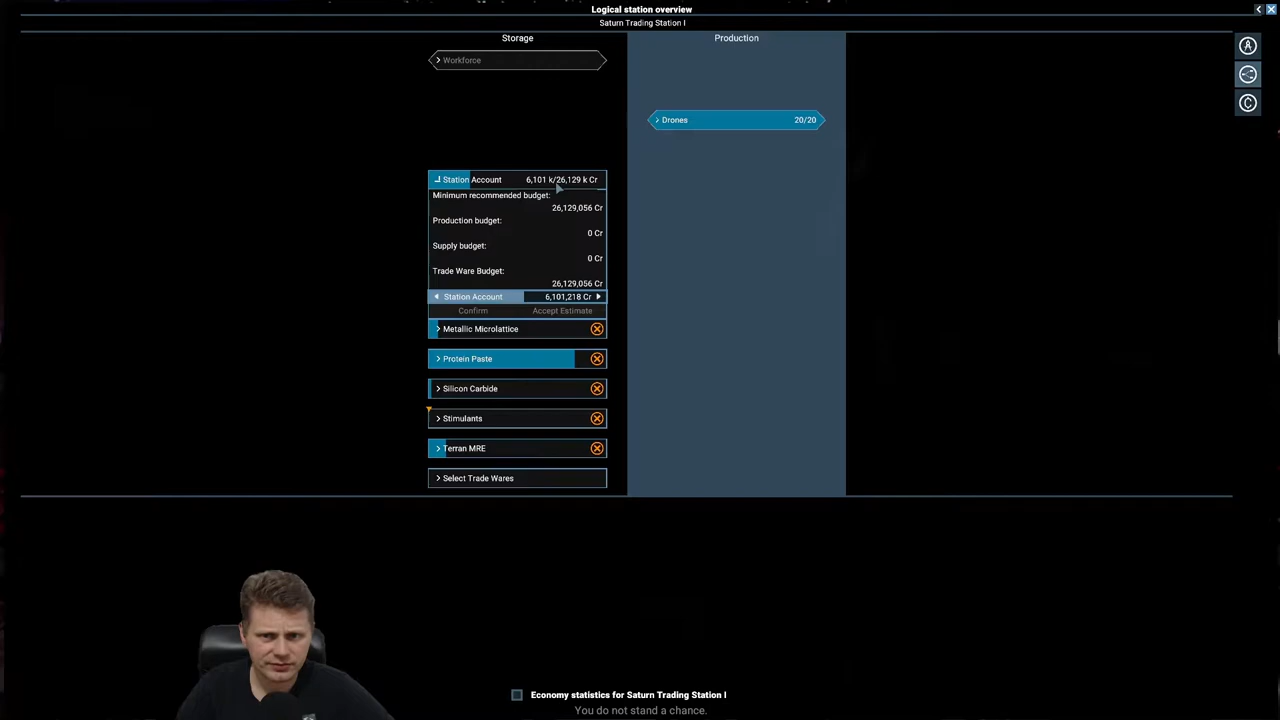 Logical station overview
Saturn Trading Station I
Storage
Production
Workforce
Drones 20/20
Station Account 6,101 k/26,129 k Cr
Minimum recommended budget:
26,129,056 Cr
Production budget:
0 Cr
Supply budget:
0 Cr
Trade Ware Budget:
26,129,056 Cr
Station Account 6,101,218 Cr
Confirm Accept Estimate
Metallic Microlattice
Protein Paste
Silicon Carbide
Stimulants
Terran MRE
Select Trade Wares
Economy statistics for Saturn Trading Station I
You do not stand a chance.